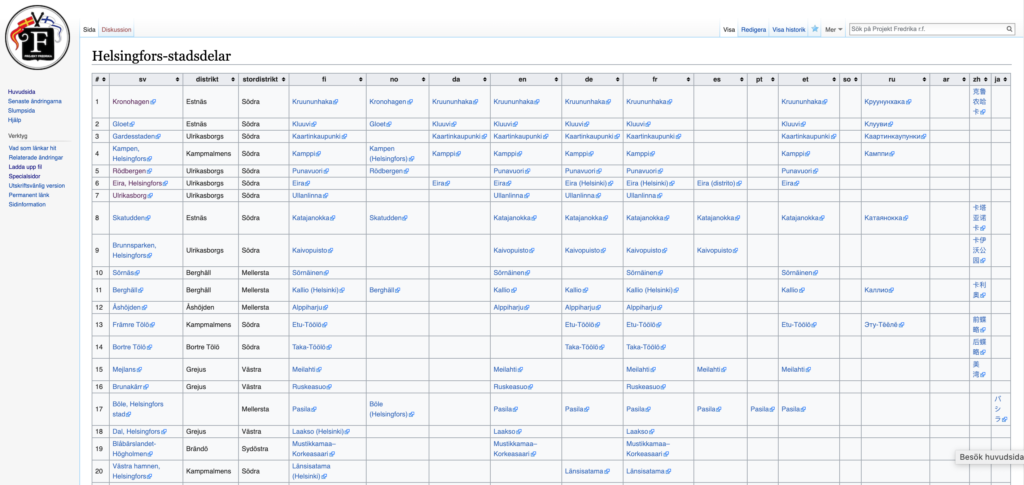 F
PROJEKT FREDRIKA
Sida Diskussion Visa Redigera Visa historik Mer Sök på Projekt Fredrika r.f.
Helsingfors-stadsdelar
Huvudsida
Senaste ändringarna
Slumpsida
Hjälp
Verktyg
Vad som länkar hit
Relaterade ändringar
Ladda upp fil
Specialsidor
Utskriftsvänlig version
Permanent länk
Sidinformation
# sv distrikt stordistrikt fi no da en de fr es pt et so ru ar zh ja
1 Kronohagen Estnäs Södra Kruununhaka Kronohagen Kruununhaka Kruununhaka Kruununhaka Kruununhaka Kruununhaka Круунунхака 克鲁
农哈
卡
2 Gloet Estnäs Södra Kluuvi Gloet Kluuvi Kluuvi Kluuvi Kluuvi Kluuvi Клууви
3 Gardesstaden Ulrikasborgs Södra Kaartinkaupunki Kaartinkaupunki Kaartinkaupunki Kaartinkaupunki Kaartinkaupunki Kaartinkaupunki Каартинкаупунки
4 Kampen,
Helsingfors Kampmalmens Södra Kamppi Kampen
(Helsingfors) Kamppi Kamppi Kamppi Kamppi Kamppi Камппи
5 Rödbergen Ulrikasborgs Södra Punavuori Rödbergen Punavuori Punavuori Punavuori Punavuori
6 Eira, Helsingfors Ulrikasborgs Södra Eira Eira Eira Eira (Helsinki) Eira (Helsinki) Eira (distrito) Eira
7 Ulrikasborg Ulrikasborgs Södra Ullanlinna Ullanlinna Ullanlinna Ullanlinna
8 Skatudden Estnäs Södra Katajanokka Skatudden Katajanokka Katajanokka Katajanokka Katajanokka Katajanokka Катаянокка 卡塔
亚诺
卡
9 Brunnsparken,
Helsingfors Ulrikasborgs Södra Kaivopuisto Kaivopuisto Kaivopuisto Kaivopuisto Kaivopuisto 卡伊
沃公
园
10 Sörnäs Berghäll Mellersta Sörnäinen Sörnäinen Sörnäinen Sörnäinen
11 Berghäll Berghäll Mellersta Kallio (Helsinki) Berghäll Kallio Kallio Kallio (Helsinki) Kallio Каллио 卡利
奥
12 Åshöjden Åshöjden Mellersta Alppiharju Alppiharju Alppiharju Alppiharju
13 Främre Tölö Kampmalmens Södra Etu-Töölö Etu-Töölö Etu-Töölö Etu-Töölö Эту-Тёёлё 前蝶
略
14 Bortre Tölö Bortre Tölö Södra Taka-Töölö Taka-Töölö Taka-Töölö 后蝶
略
15 Mejlans Grejus Västra Meilahti Meilahti Meilahti Meilahti Meilahti 美
湾
16 Brunakärr Grejus Västra Ruskeasuo Ruskeasuo Ruskeasuo
17 Böle, Helsingfors
stad Mellersta Pasila Böle
(Helsingfors) Pasila Pasila Pasila Pasila Pasila Pasila パ
シ
ラ
18 Dal, Helsingfors Grejus Västra Laakso (Helsinki) Laakso Laakso
19 Blåbärslandet-
Högholmen Brändö Sydöstra Mustikkamaa–
Korkeasaari Mustikkamaa–
Korkeasaari Mustikkamaa–
Korkeasaari
20 Västra hamnen,
Helsingfors Kampmalmens Södra Länsisatama
(Helsinki) Länsisatama Länsisatama
Besök huvudsida